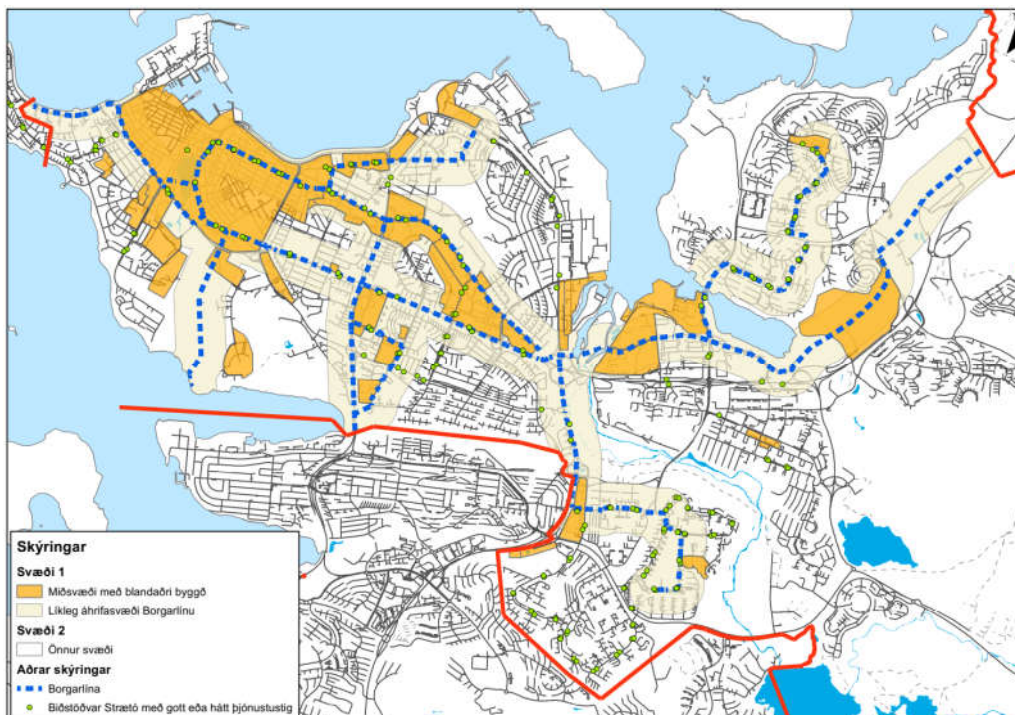 Skýringar
Svæði 1
Miðsvæði með blandaðri byggð
Líkleg áhrifasvæði Borgarlínu
Svæði 2
Önnur svæði
Aðrar skýringar
Borgarlína
Biðstöðvar Strætó með gott eða hátt þjónustustig